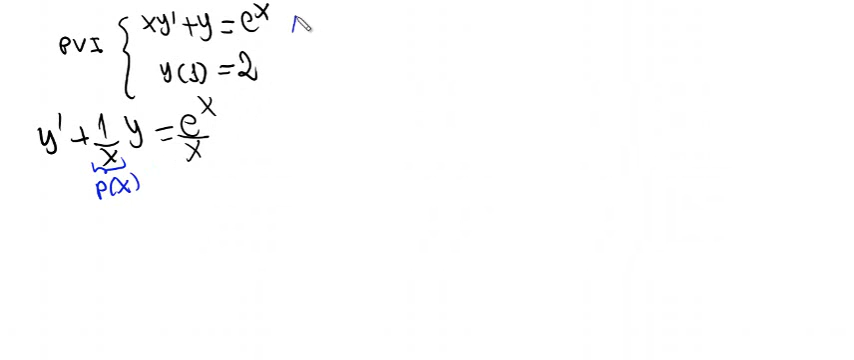 PVI { xy' + y = e^x
y(1) = 2
y' + 1/x y = e^x/x
P(x)